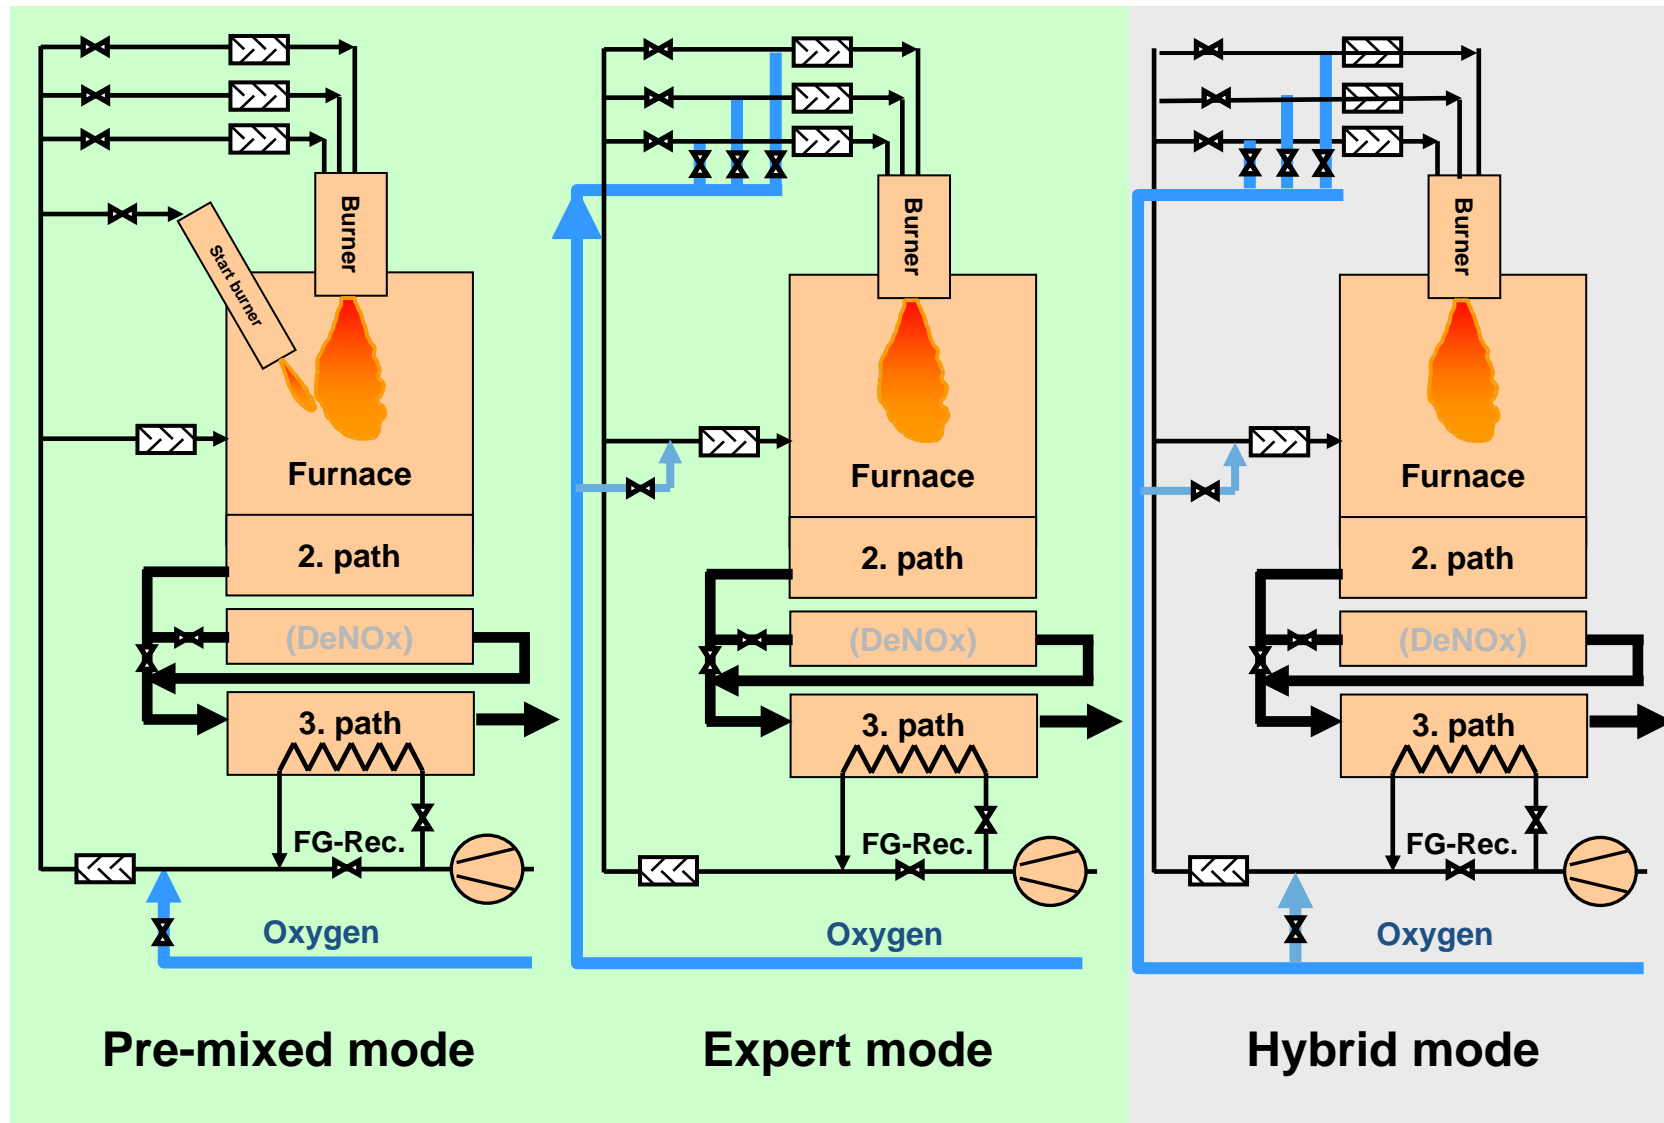 Burner
Start burner
Furnace
2. path
(DeNOx)
3. path
FG-Rec.
Oxygen
Pre-mixed mode
Burner
Furnace
2. path
(DeNOx)
3. path
FG-Rec.
Oxygen
Expert mode
Burner
Furnace
2. path
(DeNOx)
3. path
FG-Rec.
Oxygen
Hybrid mode